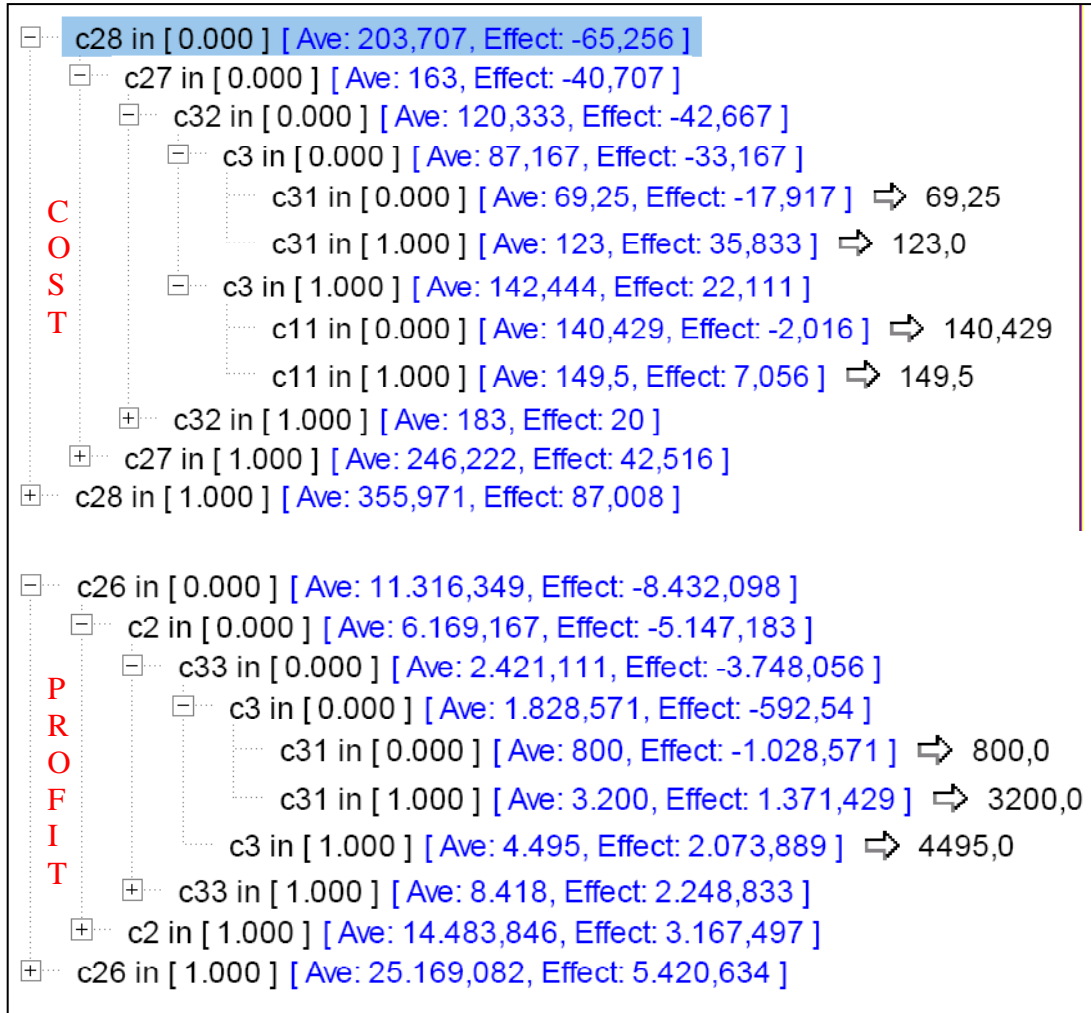 c28 in [ 0.000 ] [ Ave: 203,707, Effect: -65,256 ]
c27 in [ 0.000 ] [ Ave: 163, Effect: -40,707 ]
c32 in [ 0.000 ] [ Ave: 120,333, Effect: -42,667 ]
c3 in [ 0.000 ] [ Ave: 87,167, Effect: -33,167 ]
c31 in [ 0.000 ] [ Ave: 69,25, Effect: -17,917 ] ⇨ 69,25
c31 in [ 1.000 ] [ Ave: 123, Effect: 35,833 ] ⇨ 123,0
c3 in [ 1.000 ] [ Ave: 142,444, Effect: 22,111 ]
c11 in [ 0.000 ] [ Ave: 140,429, Effect: -2,016 ] ⇨ 140,429
c11 in [ 1.000 ] [ Ave: 149,5, Effect: 7,056 ] ⇨ 149,5
c32 in [ 1.000 ] [ Ave: 183, Effect: 20 ]
c27 in [ 1.000 ] [ Ave: 246,222, Effect: 42,516 ]
c28 in [ 1.000 ] [ Ave: 355,971, Effect: 87,008 ]
COST
c26 in [ 0.000 ] [ Ave: 11.316,349, Effect: -8.432,098 ]
c2 in [ 0.000 ] [ Ave: 6.169,167, Effect: -5.147,183 ]
c33 in [ 0.000 ] [ Ave: 2.421,111, Effect: -3.748,056 ]
c3 in [ 0.000 ] [ Ave: 1.828,571, Effect: -592,54 ]
c31 in [ 0.000 ] [ Ave: 800, Effect: -1.028,571 ] ⇨ 800,0
c31 in [ 1.000 ] [ Ave: 3.200, Effect: 1.371,429 ] ⇨ 3200,0
c3 in [ 1.000 ] [ Ave: 4.495, Effect: 2.073,889 ] ⇨ 4495,0
c33 in [ 1.000 ] [ Ave: 8.418, Effect: 2.248,833 ]
c2 in [ 1.000 ] [ Ave: 14.483,846, Effect: 3.167,497 ]
c26 in [ 1.000 ] [ Ave: 25.169,082, Effect: 5.420,634 ]
PROFIT